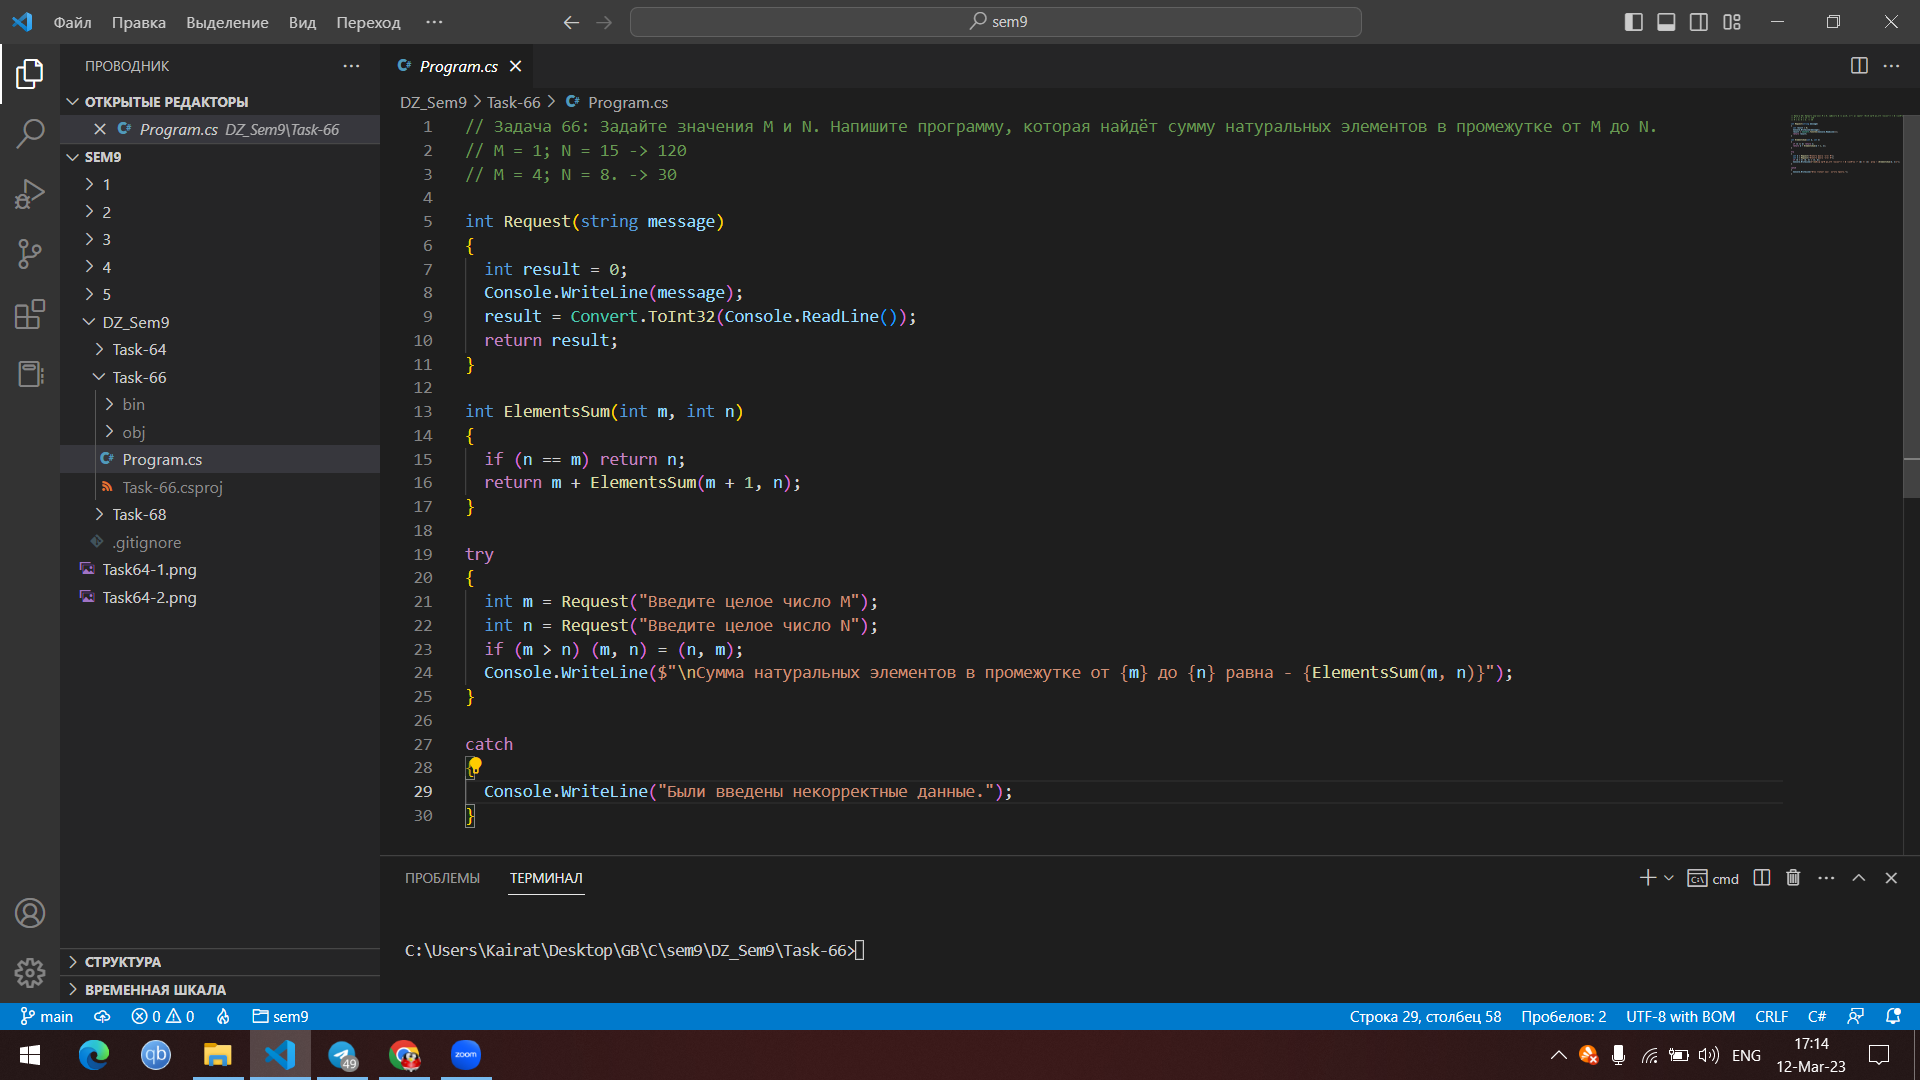 Файл Правка Выделение Вид Переход ··· sem9
ПРОВОДНИК
ОТКРЫТЫЕ РЕДАКТОРЫ
Program.cs DZ_Sem9\Task-66
SEM9
1
2
3
4
5
DZ_Sem9
Task-64
Task-66
bin
obj
Program.cs
Task-66.csproj
Task-68
.gitignore
Task64-1.png
Task64-2.png
СТРУКТУРА
ВРЕМЕННАЯ ШКАЛА
Program.cs
DZ_Sem9 > Task-66 > Program.cs
1 // Задача 66: Задайте значения M и N. Напишите программу, которая найдёт сумму натуральных элементов в промежутке от M до N.
2 // M = 1; N = 15 -> 120
3 // M = 4; N = 8. -> 30
4
5 int Request(string message)
6 {
7 int result = 0;
8 Console.WriteLine(message);
9 result = Convert.ToInt32(Console.ReadLine());
10 return result;
11 }
12
13 int ElementsSum(int m, int n)
14 {
15 if (n == m) return n;
16 return m + ElementsSum(m + 1, n);
17 }
18
19 try
20 {
21 int m = Request("Введите целое число M");
22 int n = Request("Введите целое число N");
23 if (m > n) (m, n) = (n, m);
24 Console.WriteLine($"\nСумма натуральных элементов в промежутке от {m} до {n} равна - {ElementsSum(m, n)}");
25 }
26
27 catch
28 {
29 Console.WriteLine("Были введены некорректные данные.");
30 }
ПРОБЛЕМЫ ТЕРМИНАЛ cmd
C:\Users\Kairat\Desktop\GB\C\sem9\DZ_Sem9\Task-66>
main 0 0 sem9 Строка 29, столбец 58 Пробелов: 2 UTF-8 with BOM CRLF C#
qb 49 zoom ENG 17:14
12-Mar-23